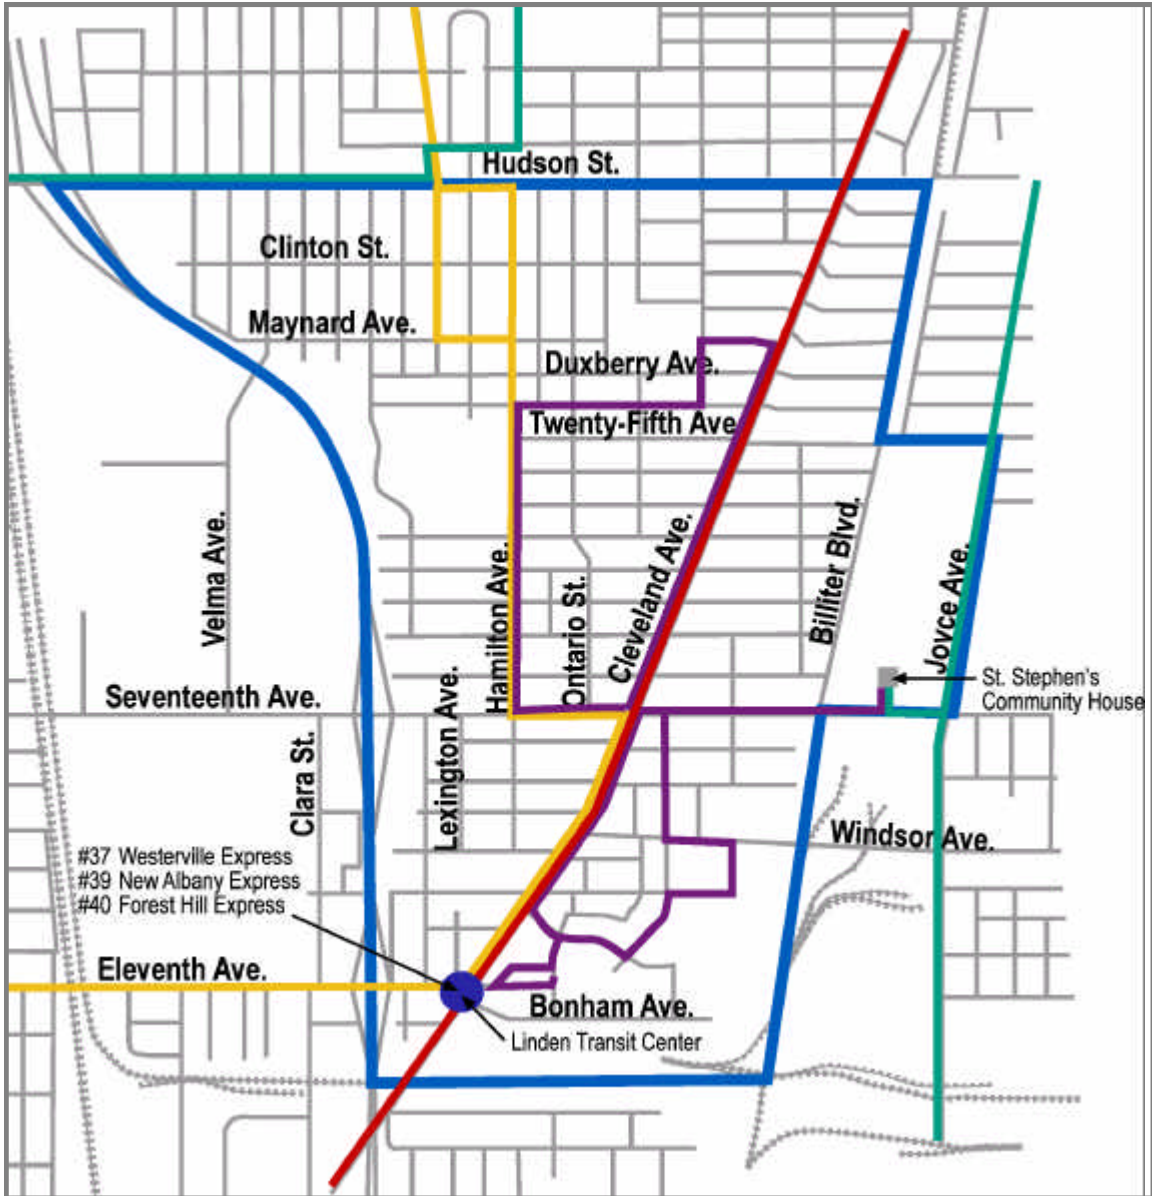 Hudson St.
Clinton St.
Maynard Ave.
Duxberry Ave.
Twenty-Fifth Ave
Velma Ave.
Hamilton Ave.
Ontario St.
Cleveland Ave.
Billiter Blvd.
Joyce Ave.
St. Stephen's
Community House
Seventeenth Ave.
Lexington Ave.
Clara St.
Windsor Ave.
#37 Westerville Express
#39 New Albany Express
#40 Forest Hill Express
Eleventh Ave.
Bonham Ave.
Linden Transit Center